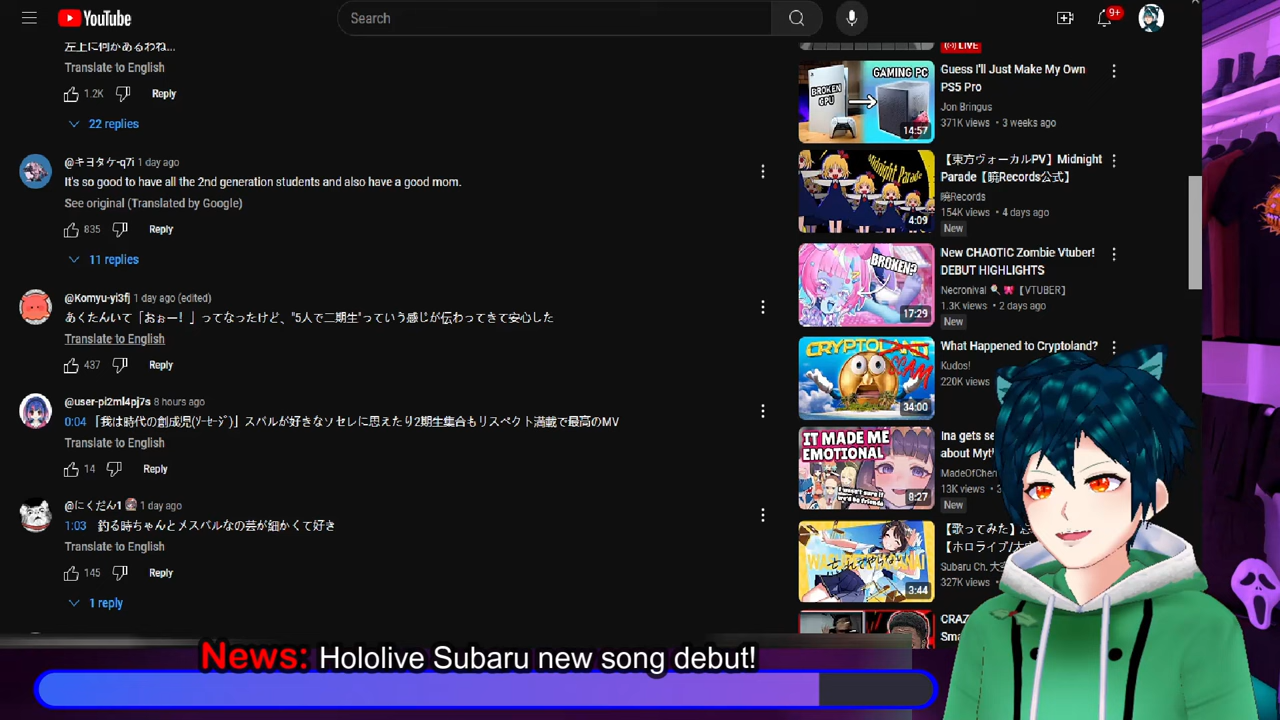 YouTube
Search
9+
左上に何かあるわね...
Translate to English
1.2K
Reply
22 replies
@キヨタケ-q7i 1 day ago
It's so good to have all the 2nd generation students and also have a good mom.
See original (Translated by Google)
835
Reply
11 replies
@Komyu-yi3fj 1 day ago (edited)
あくたんいて「おぉー！」ってなったけど、"5人で二期生"っていう感じが伝わってきて安心した
Translate to English
437
Reply
@user-pi2ml4pj7s 8 hours ago
0:04 「我は時代の創成児(ｿｰｾｰｼﾞ)」スバルが好きなソセレに思えたり2期生集合もリスペクト満載で最高のMV
Translate to English
14
Reply
@にくだん1 1 day ago
1:03 釣る時ちゃんとメスバルなの芸が細かくて好き
Translate to English
145
Reply
1 reply
LIVE
BROKEN
GPU
GAMING PC
14:57
Guess I'll Just Make My Own
PS5 Pro
Jon Bringus
371K views • 3 weeks ago
Midnight Parade
4:09
【東方ヴォーカルPV】Midnight
Parade【暁Records公式】
暁Records
154K views • 4 days ago
New
BROKEN?
17:29
New CHAOTIC Zombie Vtuber!
DEBUT HIGHLIGHTS
Necronival
[VTUBER]
1.3K views • 2 days ago
New
CRYPTOLAND
SCAM
34:00
What Happened to Cryptoland?
Kudos!
220K
IT MADE ME
EMOTIONAL
8:27
Ina gets se
about Myt
MadeOfChen
13K views •
New
3:44
【歌ってみた】
【ホロライブ/大
Subaru Ch. 大
327K
CRAZ
Sma
News: Hololive Subaru new song debut!